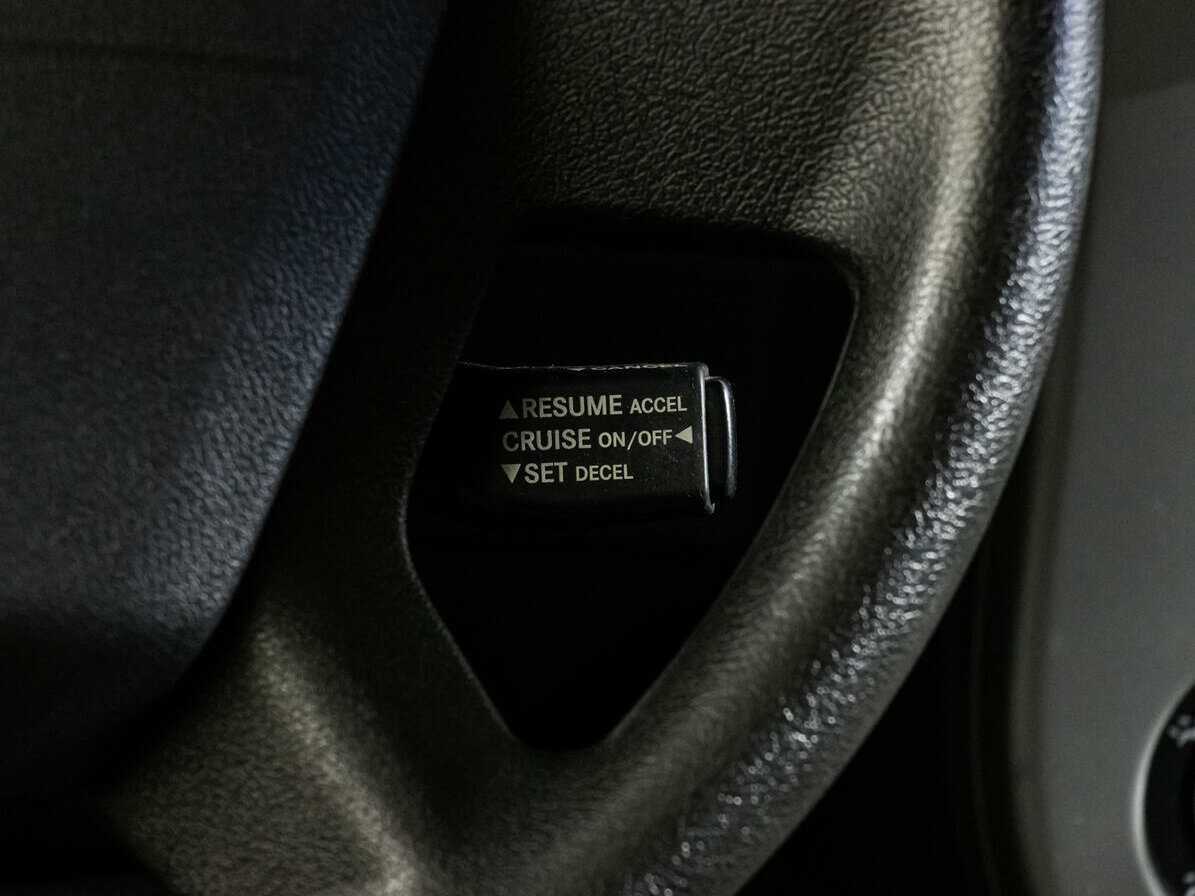 ▲RESUME ACCEL
CRUISE ON/OFF◀
▼SET DECEL